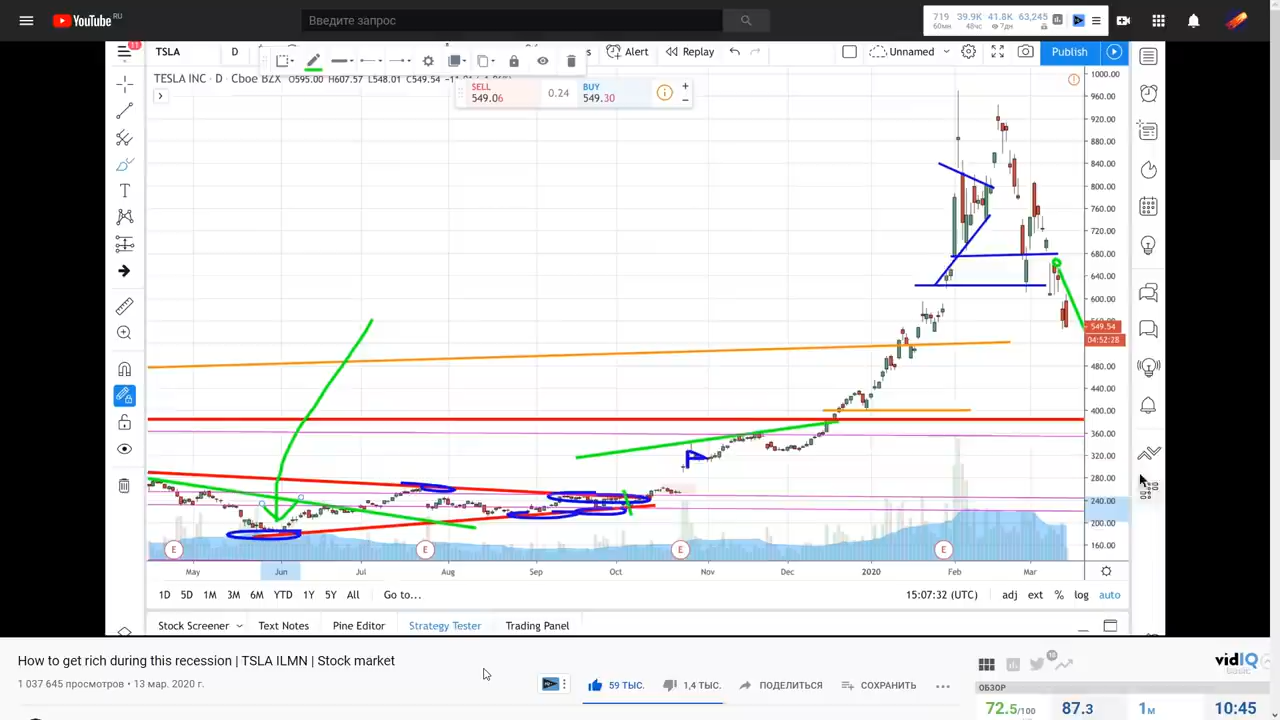 YouTube RU
Введите запрос
719 39.9K 41.8K 63,245
60мин 48чс 7дн
11
TSLA D Alert Replay Unnamed Publish
TESLA INC · D · Cboe BZX O595.00 H607.57 L548.01 C549.54
SELL
549.06
0.24
BUY
549.30
1000.00
960.00
920.00
880.00
840.00
800.00
760.00
720.00
680.00
640.00
600.00
560.00
549.54
04:52:28
480.00
440.00
400.00
360.00
320.00
280.00
240.00
200.00
160.00
E E E E
May Jun Jul Aug Sep Oct Nov Dec 2020 Feb Mar
1D 5D 1M 3M 6M YTD 1Y 5Y All Go to... 15:07:32 (UTC) adj ext % log auto
Stock Screener Text Notes Pine Editor Strategy Tester Trading Panel
How to get rich during this recession | TSLA ILMN | Stock market
1 037 645 просмотров • 13 мар. 2020 г.
59 ТЫС. 1,4 ТЫС. ПОДЕЛИТЬСЯ СОХРАНИТЬ
vidIQ
ОБЗОР
72.5/100 87.3 1м 10:45